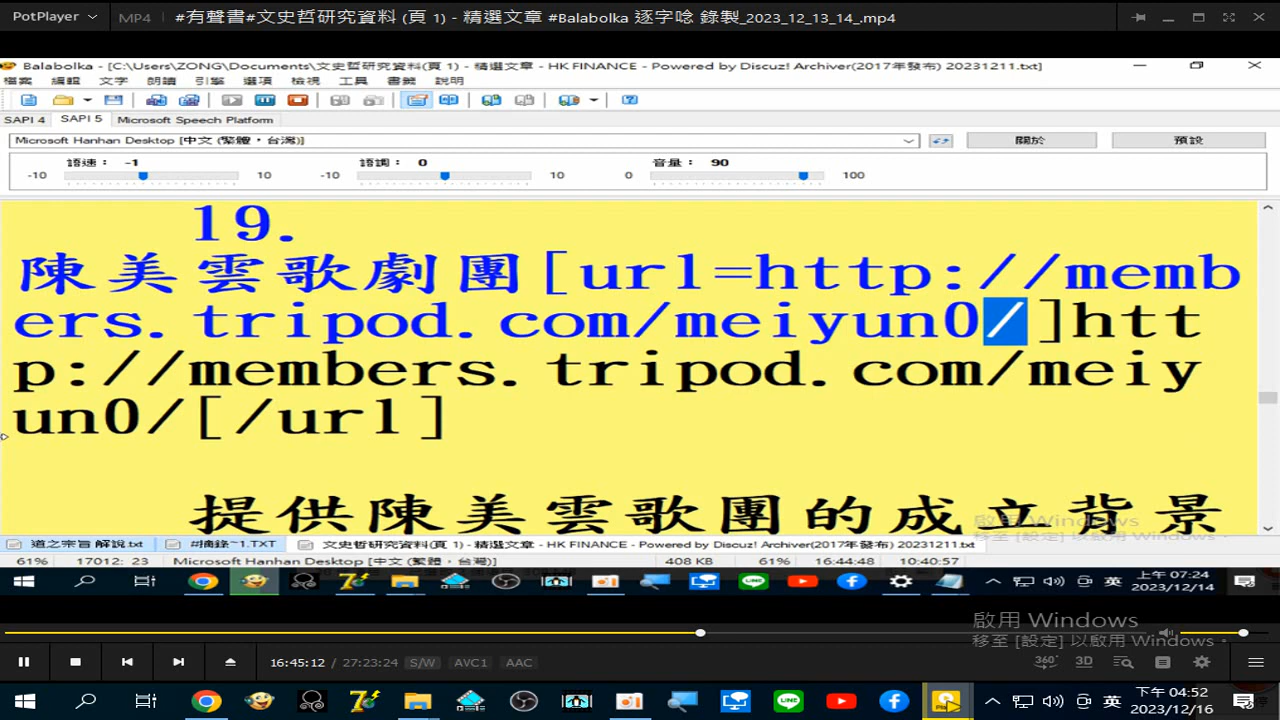 PotPlayer MP4 #有聲書#文史哲研究資料 (頁 1) - 精選文章 #Balabolka 逐字唸 錄製_2023_12_13_14_.mp4
Balabolka - [C:\Users\ZONG\Documents\文史哲研究資料(頁 1) - 精選文章 - HK FINANCE - Powered by Discuz! Archiver(2017年發布) 20231211.txt]
檔案 編輯 文字 朗讀 引擎 選項 檢視 工具 書籤 說明
SAPI 4 SAPI 5 Microsoft Speech Platform
Microsoft Hanhan Desktop [中文 (繁體，台灣)] 關於 預設
語速： -1 語調： 0 音量： 90
-10 10 -10 10 0 100
19.
陳美雲歌劇團[url=http://memb
ers.tripod.com/meiyun0/]htt
p://members.tripod.com/meiy
un0/[/url]
提供陳美雲歌團的成立背景
啟用 Windows
移至 [設定] 以啟用 Windows。
道之宗旨 解說.txt #摘錄~1.TXT 文史哲研究資料(頁 1) - 精選文章 - HK FINANCE - Powered by Discuz! Archiver(2017年發布) 20231211.txt
61% 17012: 23 Microsoft Hanhan Desktop [中文 (繁體，台灣)] 408 KB 61% 16:44:48 10:40:57
英 上午 07:24
2023/12/14
啟用 Windows
移至 [設定] 以啟用 Windows。
16:45:12 / 27:23:24 S/W AVC1 AAC 360° 3D
英 下午 04:52
2023/12/16